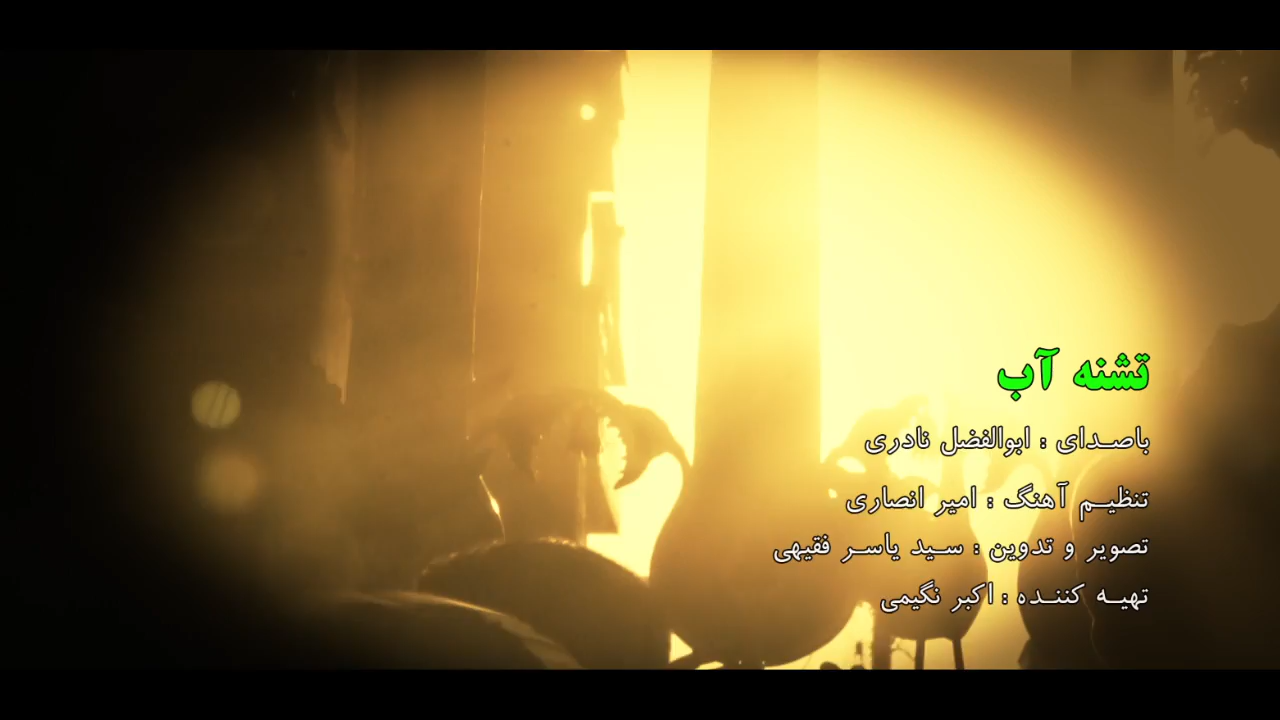 تشنه آب
باصدای : ابوالفضل نادری
تنظیم آهنگ : امیر انصاری
تصویر و تدوین : سید یاسر فقیهی
تهیه کننده : اکبر نگیمی